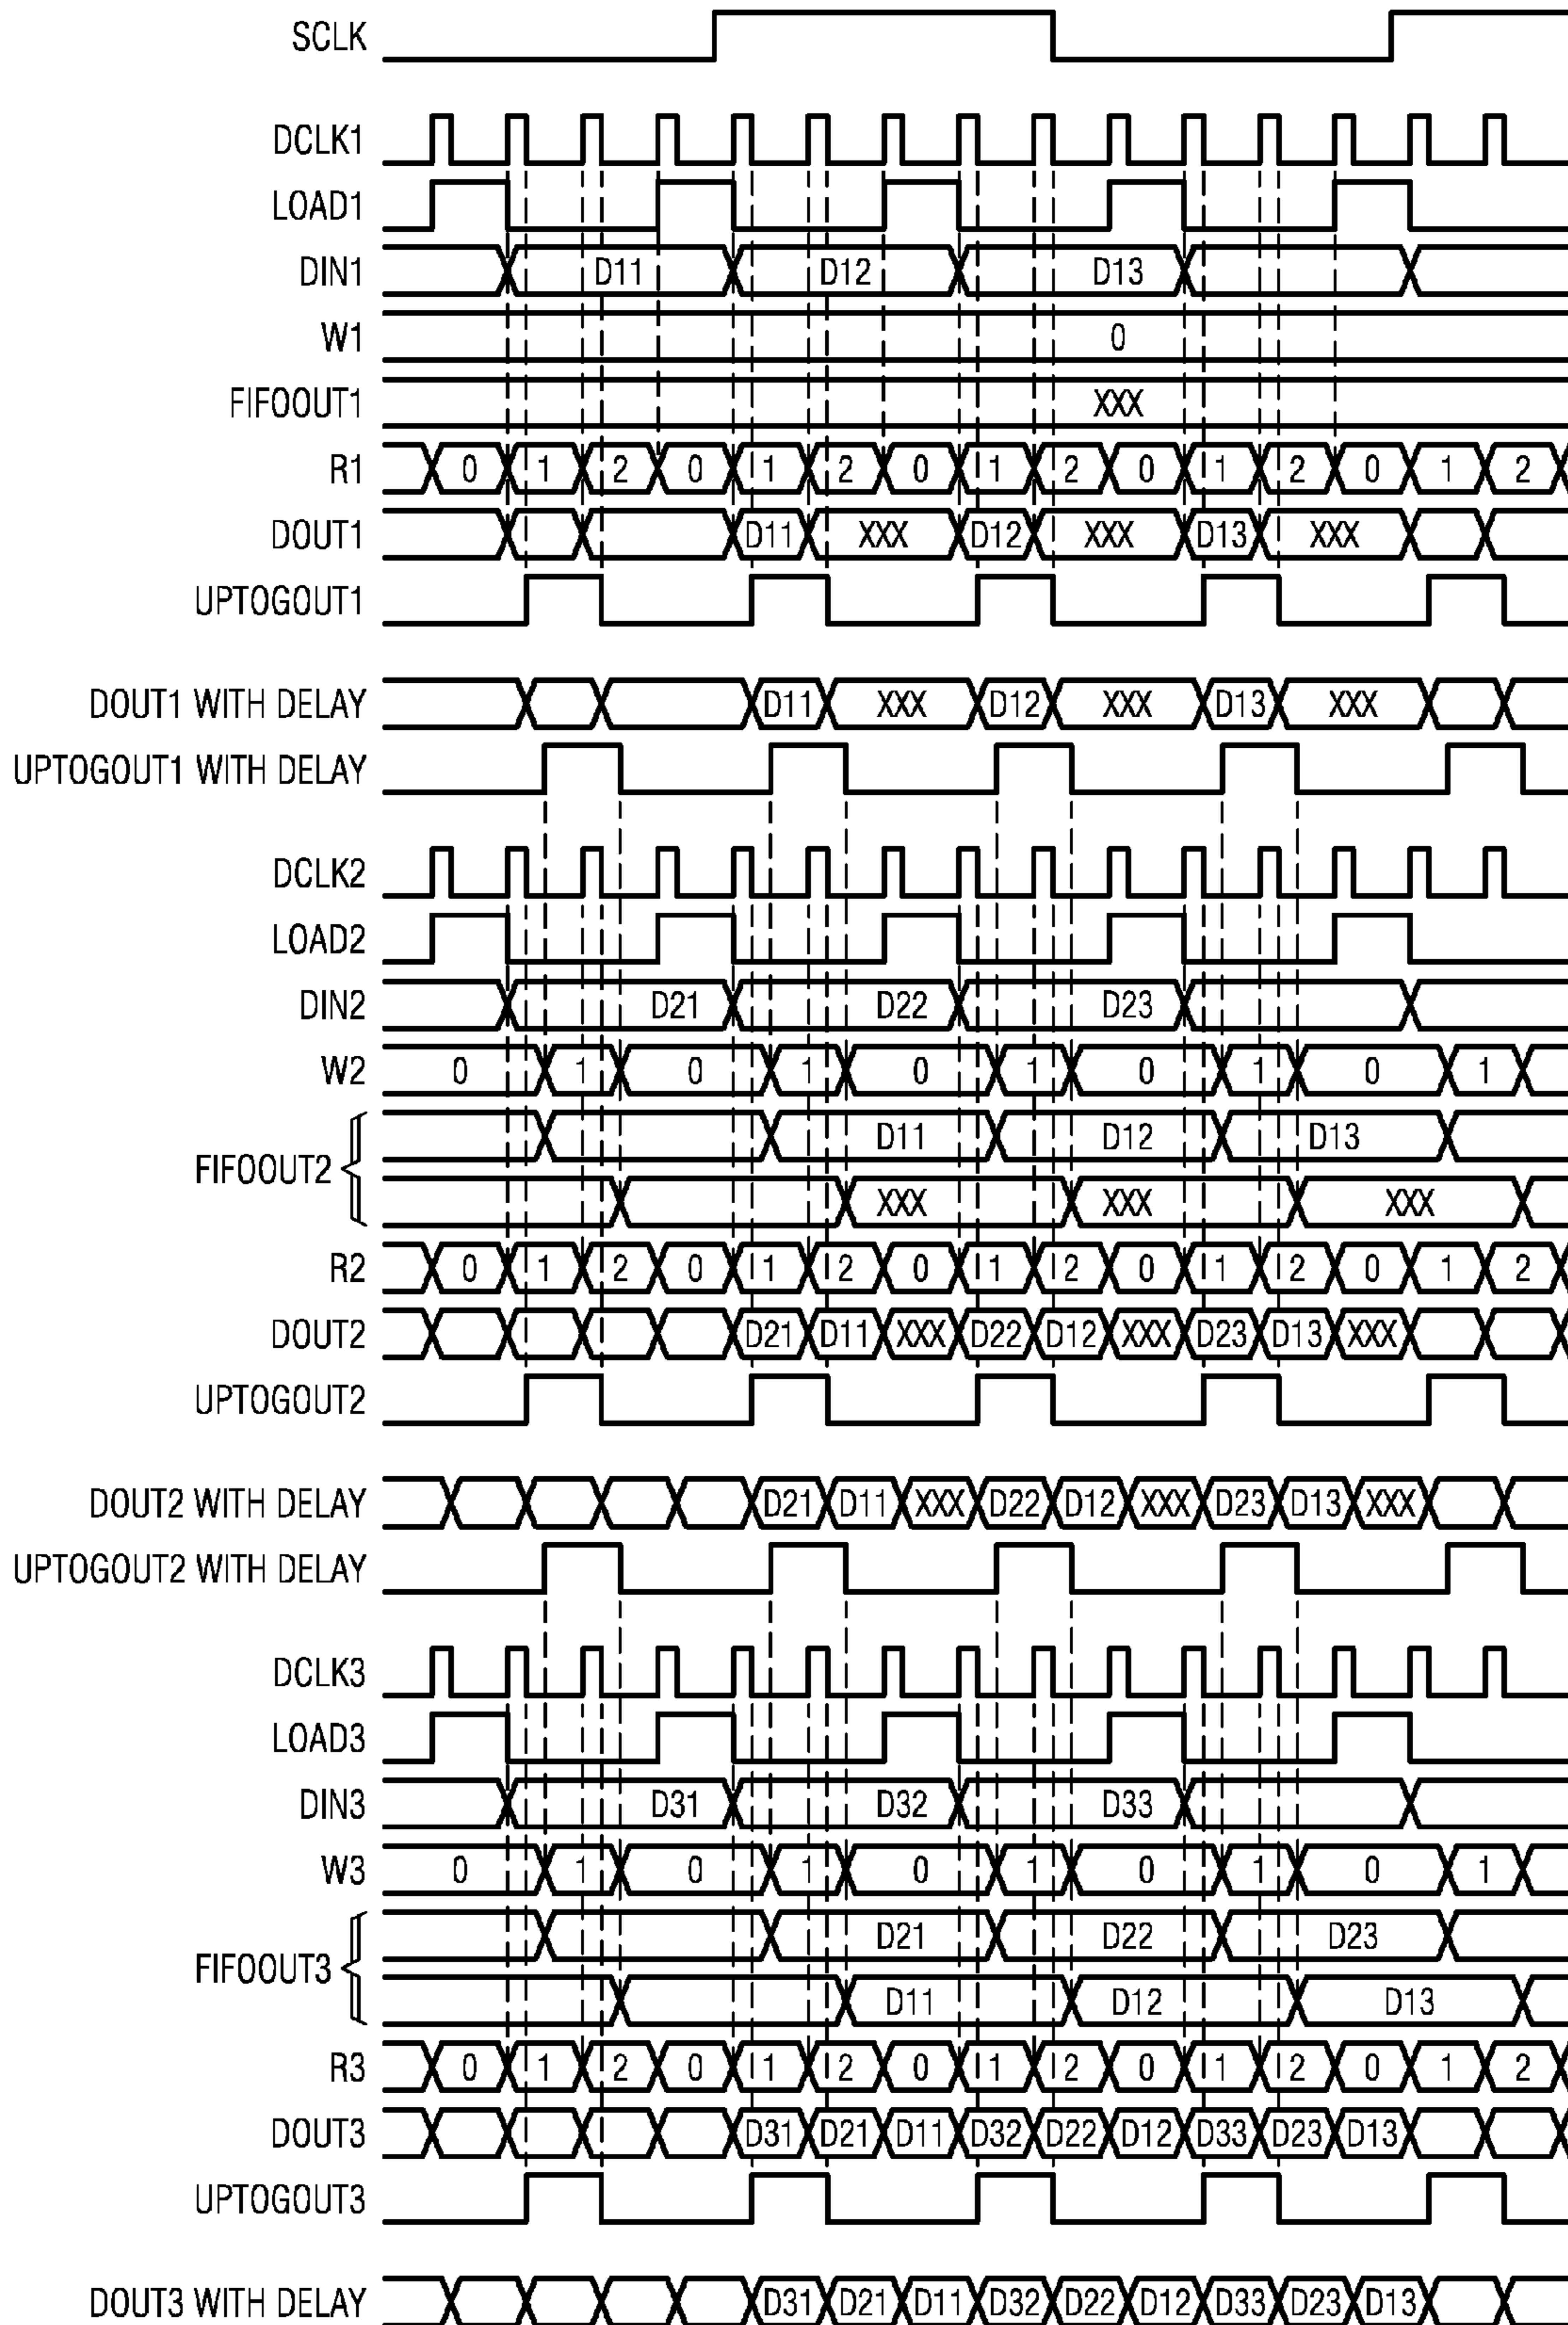 SCLK
DCLK1
LOAD1
DIN1 D11 D12 D13
W1 0
FIFOOUT1 XXX
R1 0 1 2 0 1 2 0 1 2 0 1 2 0 1 2
DOUT1 D11 XXX D12 XXX D13 XXX
UPTOGOUT1
DOUT1 WITH DELAY D11 XXX D12 XXX D13 XXX
UPTOGOUT1 WITH DELAY
DCLK2
LOAD2
DIN2 D21 D22 D23
W2 0 1 0 1 0 1 0 1 0 1
D11 D12 D13
FIFOOUT2
XXX XXX XXX
R2 0 1 2 0 1 2 0 1 2 0 1 2 0 1 2
DOUT2 D21 D11 XXX D22 D12 XXX D23 D13 XXX
UPTOGOUT2
DOUT2 WITH DELAY D21 D11 XXX D22 D12 XXX D23 D13 XXX
UPTOGOUT2 WITH DELAY
DCLK3
LOAD3
DIN3 D31 D32 D33
W3 0 1 0 1 0 1 0 1 0 1
D21 D22 D23
FIFOOUT3
D11 D12 D13
R3 0 1 2 0 1 2 0 1 2 0 1 2 0 1 2
DOUT3 D31 D21 D11 D32 D22 D12 D33 D23 D13
UPTOGOUT3
DOUT3 WITH DELAY D31 D21 D11 D32 D22 D12 D33 D23 D13